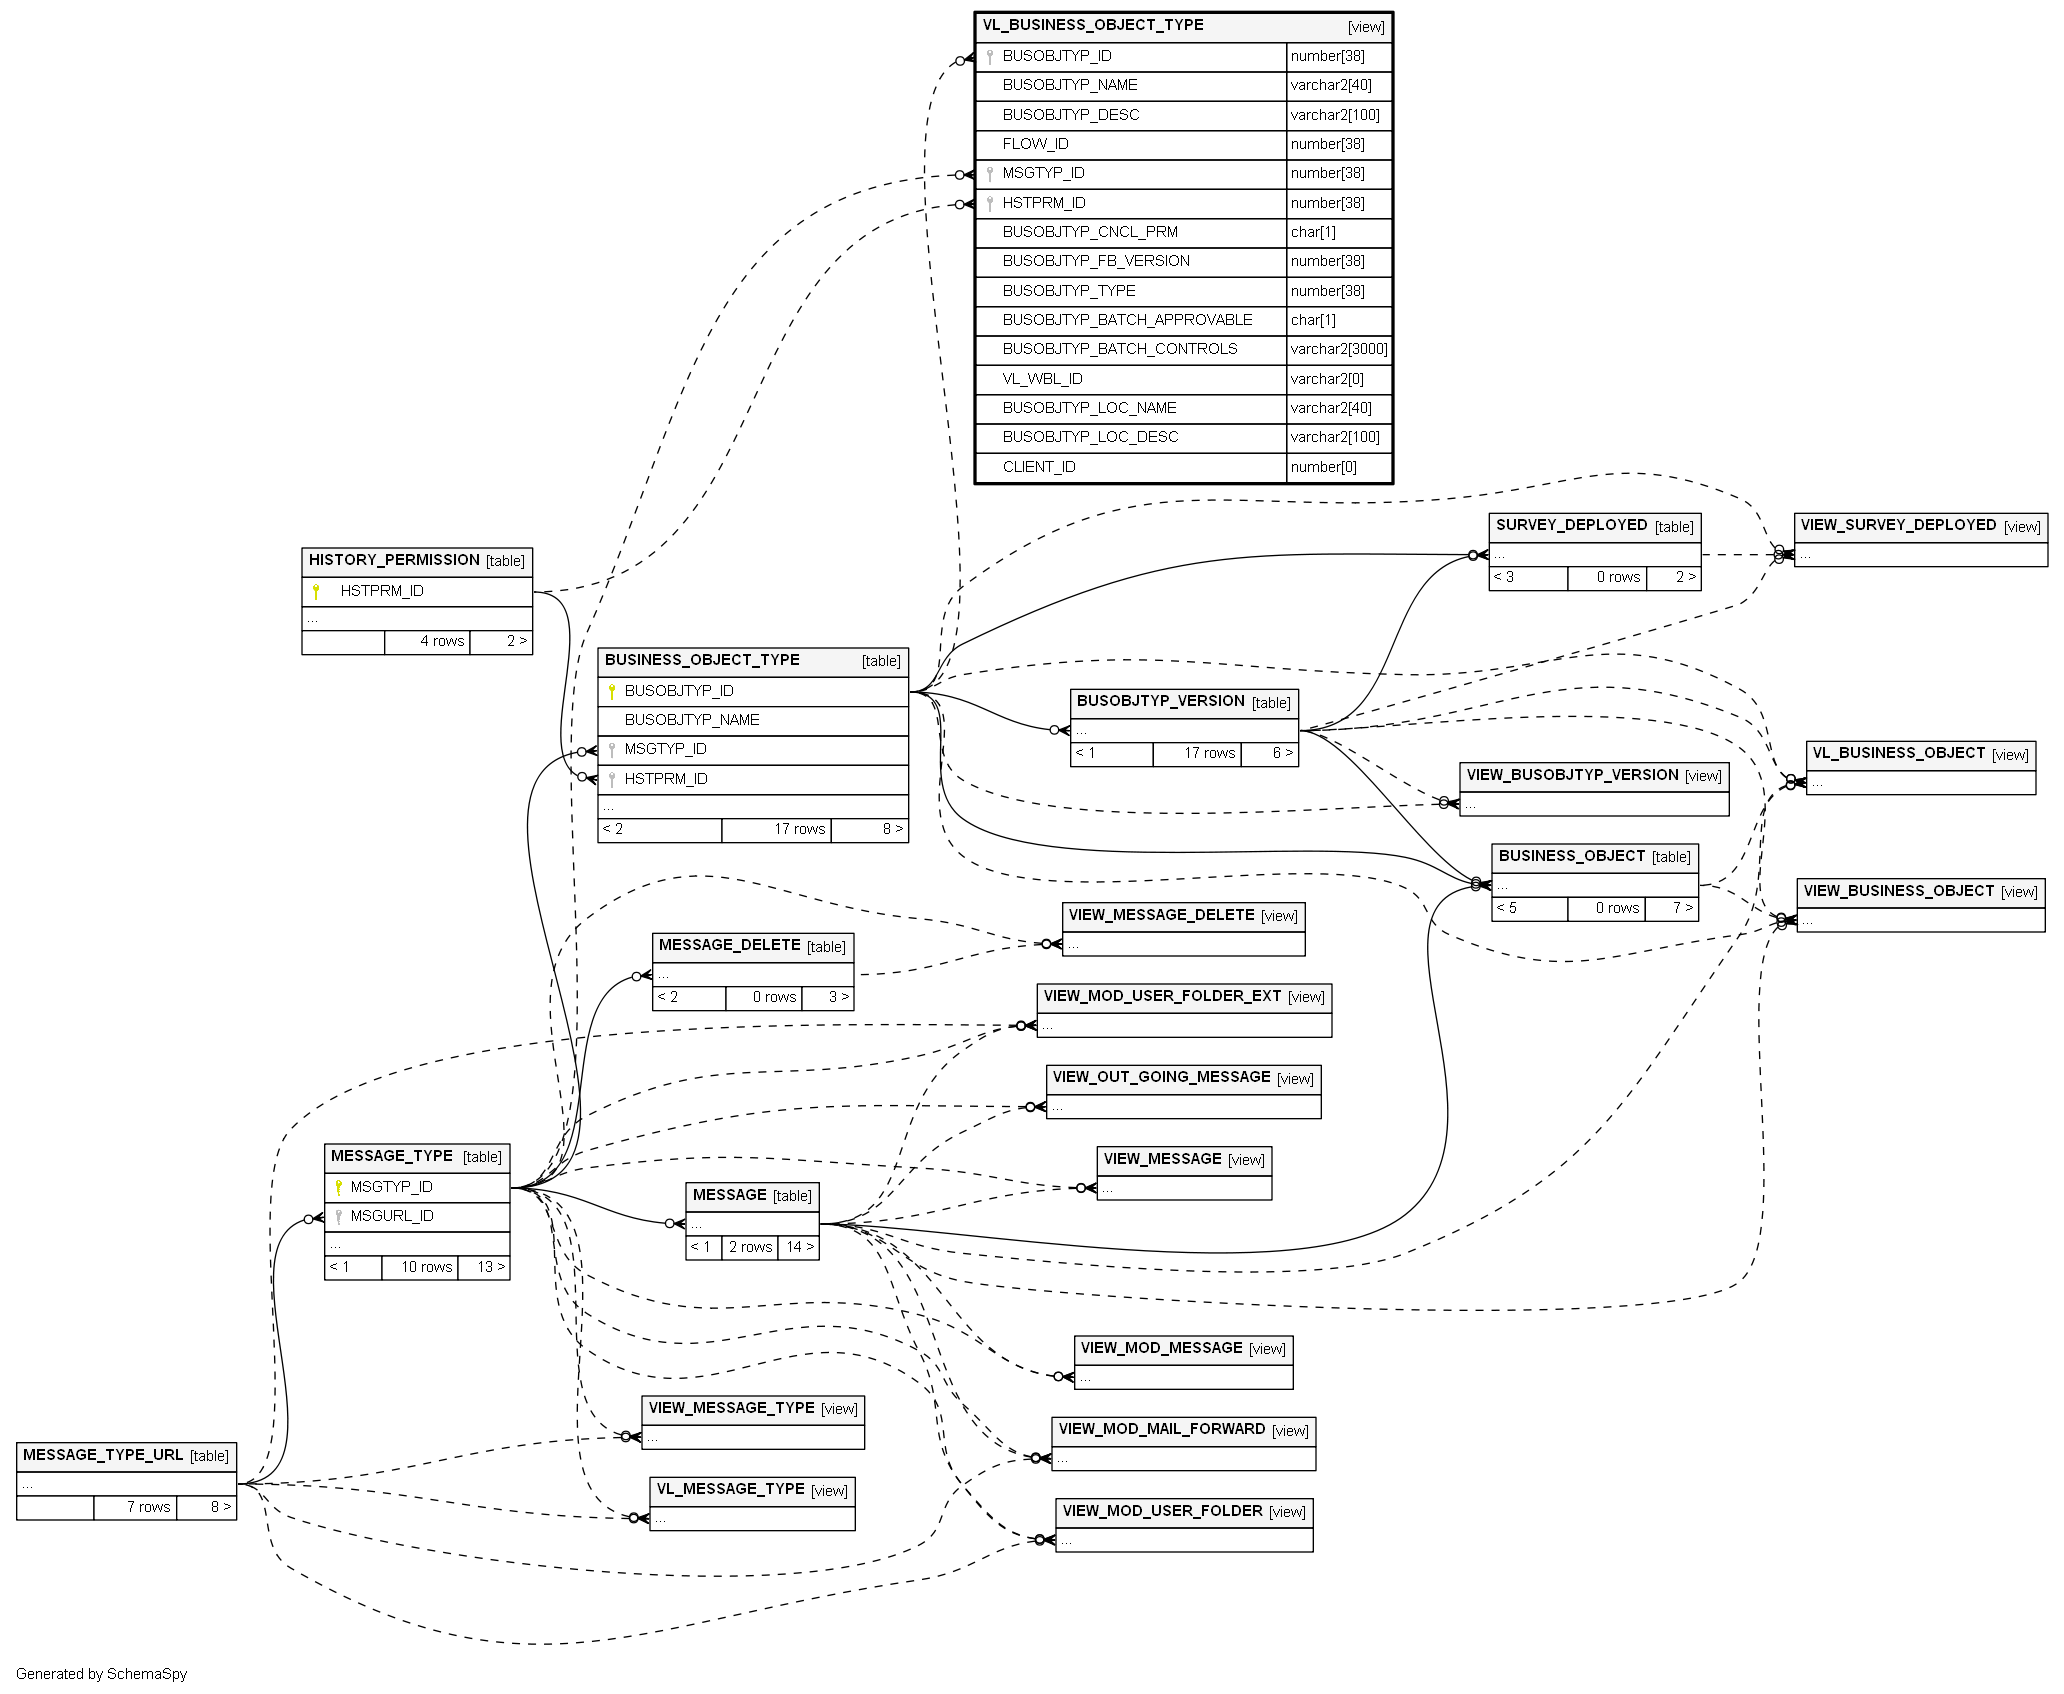 VL_BUSINESS_OBJECT_TYPE [view]
BUSOBJTYP_ID number[38]
BUSOBJTYP_NAME varchar2[40]
BUSOBJTYP_DESC varchar2[100]
FLOW_ID number[38]
MSGTYP_ID number[38]
HSTPRM_ID number[38]
BUSOBJTYP_CNCL_PRM char[1]
BUSOBJTYP_FB_VERSION number[38]
BUSOBJTYP_TYPE number[38]
BUSOBJTYP_BATCH_APPROVABLE char[1]
BUSOBJTYP_BATCH_CONTROLS varchar2[3000]
VL_WBL_ID varchar2[0]
BUSOBJTYP_LOC_NAME varchar2[40]
BUSOBJTYP_LOC_DESC varchar2[100]
CLIENT_ID number[0]
SURVEY_DEPLOYED [table]
...
< 3 0 rows 2 >
VIEW_SURVEY_DEPLOYED [view]
...
HISTORY_PERMISSION [table]
HSTPRM_ID
...
4 rows 2 >
BUSINESS_OBJECT_TYPE [table]
BUSOBJTYP_ID
BUSOBJTYP_NAME
MSGTYP_ID
HSTPRM_ID
...
< 2 17 rows 8 >
BUSOBJTYP_VERSION [table]
...
< 1 17 rows 6 >
VL_BUSINESS_OBJECT [view]
...
VIEW_BUSOBJTYP_VERSION [view]
...
BUSINESS_OBJECT [table]
...
< 5 0 rows 7 >
VIEW_BUSINESS_OBJECT [view]
...
VIEW_MESSAGE_DELETE [view]
...
MESSAGE_DELETE [table]
...
< 2 0 rows 3 >
VIEW_MOD_USER_FOLDER_EXT [view]
...
VIEW_OUT_GOING_MESSAGE [view]
...
MESSAGE_TYPE [table]
MSGTYP_ID
MSGURL_ID
...
< 1 10 rows 13 >
VIEW_MESSAGE [view]
...
MESSAGE [table]
...
< 1 2 rows 14 >
VIEW_MOD_MESSAGE [view]
...
VIEW_MESSAGE_TYPE [view]
...
VIEW_MOD_MAIL_FORWARD [view]
...
MESSAGE_TYPE_URL [table]
...
7 rows 8 >
VL_MESSAGE_TYPE [view]
...
VIEW_MOD_USER_FOLDER [view]
...
Generated by SchemaSpy